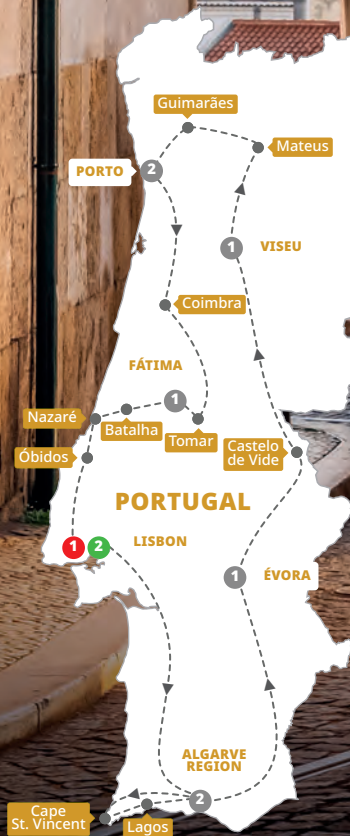 Guimarães
Mateus
PORTO
2
1
VISEU
Coimbra
FÁTIMA
1
Nazaré
Batalha
Tomar
Óbidos
Castelo
de Vide
PORTUGAL
1
2
LISBON
1
ÉVORA
ALGARVE
REGION
2
Cape
St. Vincent
Lagos